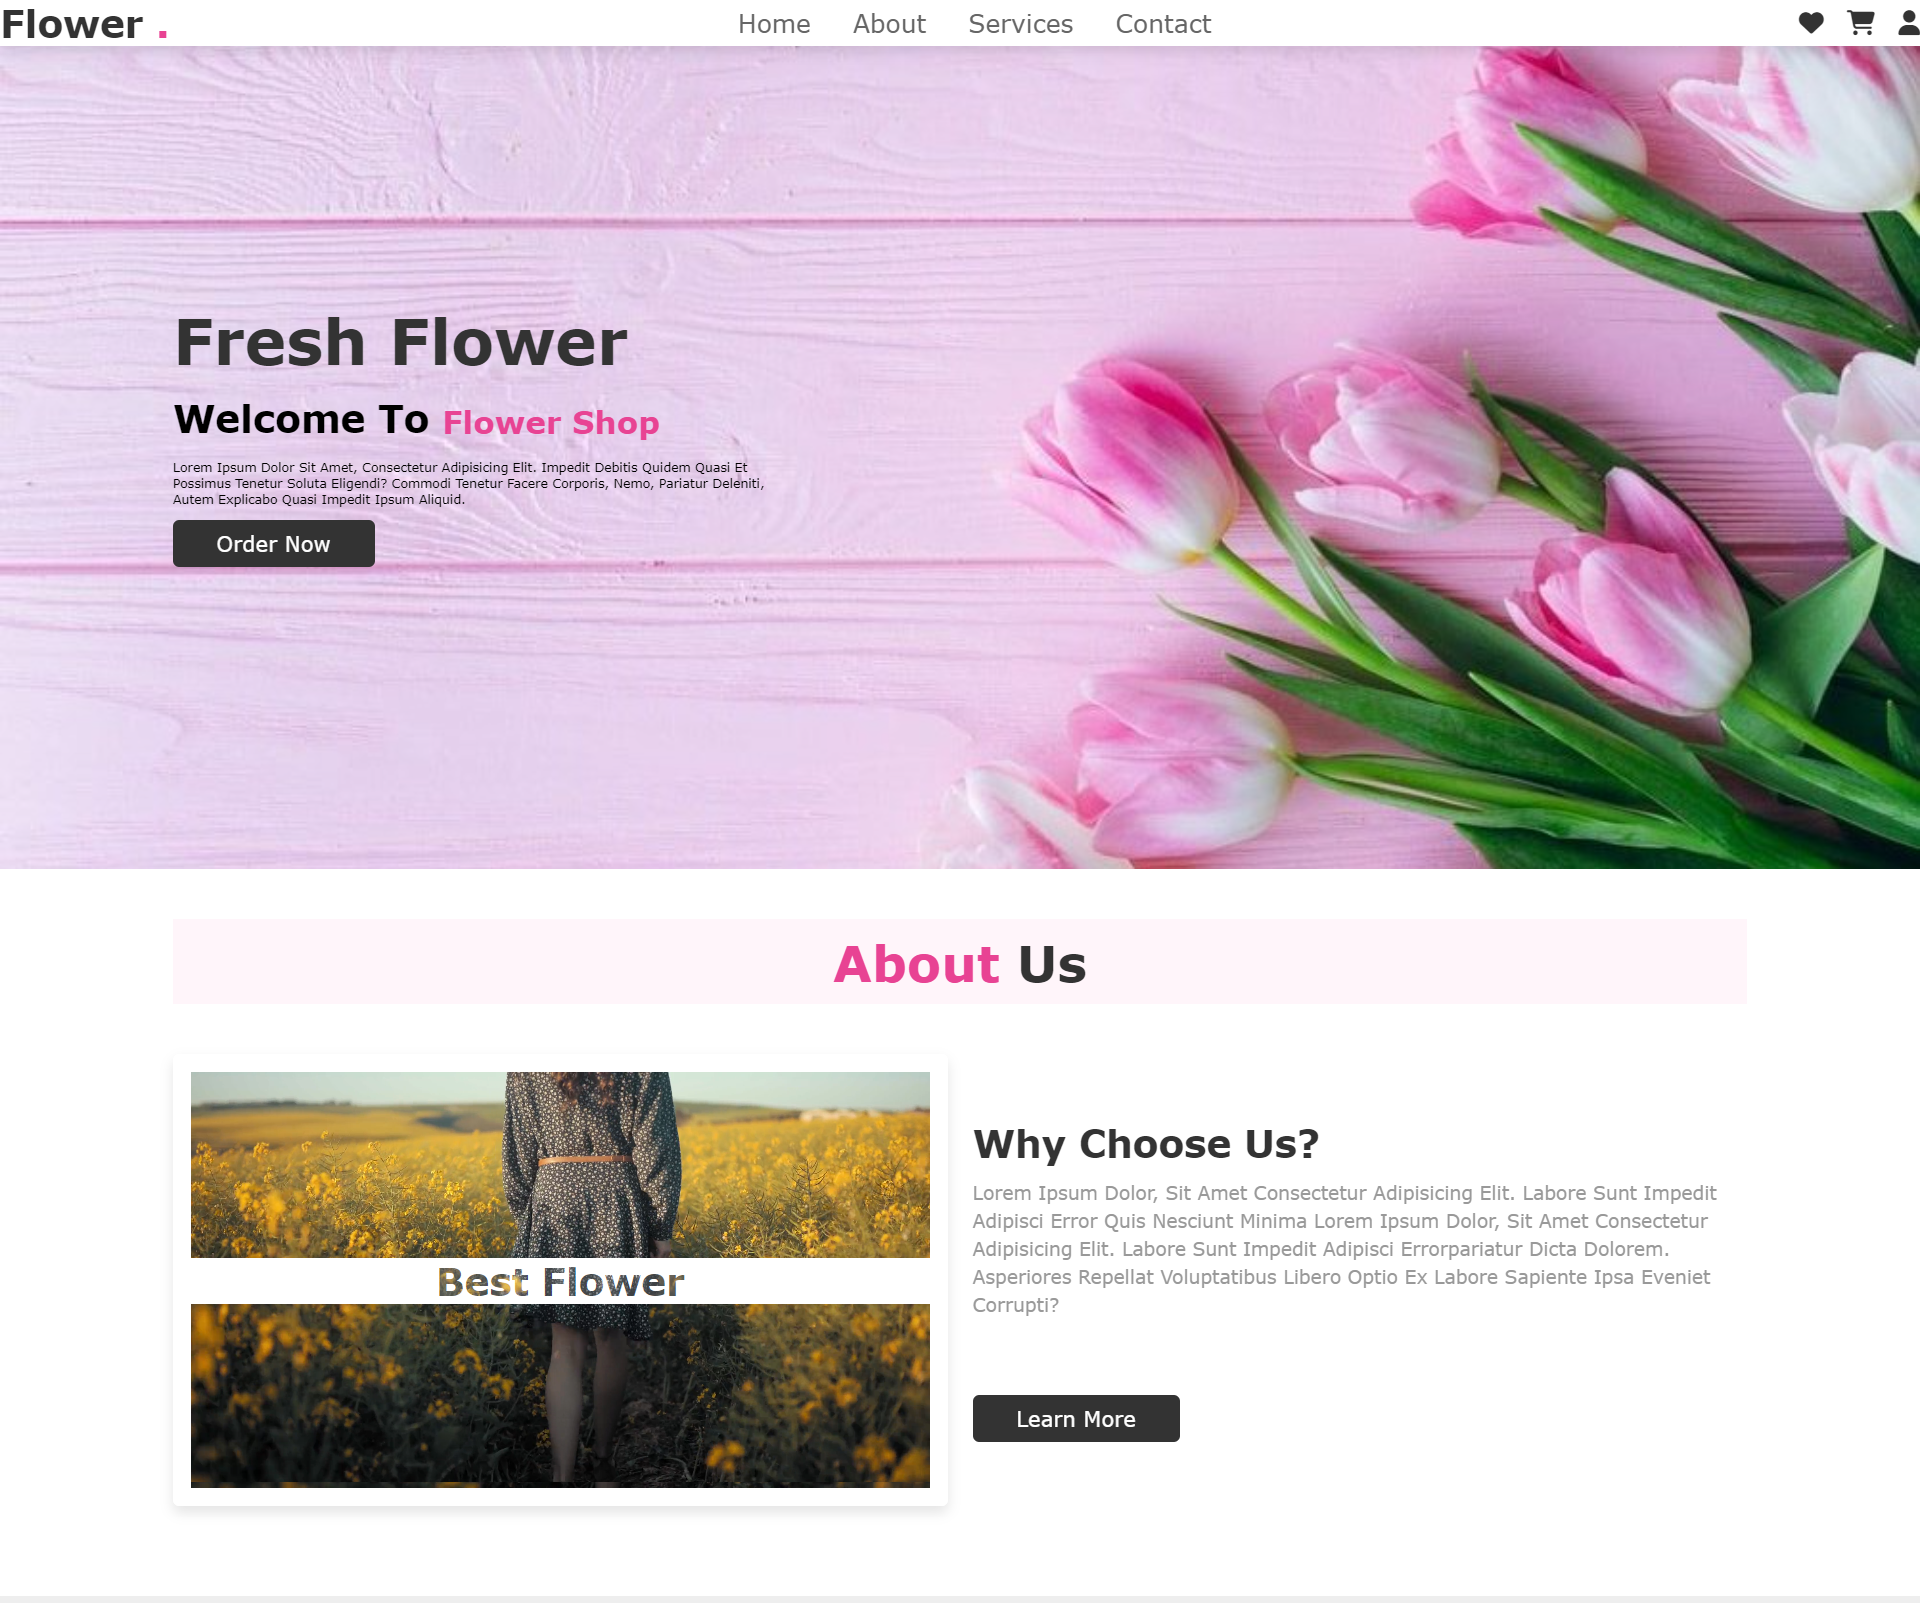 Flower .
Home About Services Contact
Fresh Flower
Welcome To Flower Shop
Lorem Ipsum Dolor Sit Amet, Consectetur Adipisicing Elit. Impedit Debitis Quidem Quasi Et
Possimus Tenetur Soluta Eligendi? Commodi Tenetur Facere Corporis, Nemo, Pariatur Deleniti,
Autem Explicabo Quasi Impedit Ipsum Aliquid.
Order Now
About Us
Best Flower
Why Choose Us?
Lorem Ipsum Dolor, Sit Amet Consectetur Adipisicing Elit. Labore Sunt Impedit
Adipisci Error Quis Nesciunt Minima Lorem Ipsum Dolor, Sit Amet Consectetur
Adipisicing Elit. Labore Sunt Impedit Adipisci Errorpariatur Dicta Dolorem.
Asperiores Repellat Voluptatibus Libero Optio Ex Labore Sapiente Ipsa Eveniet
Corrupti?
Learn More